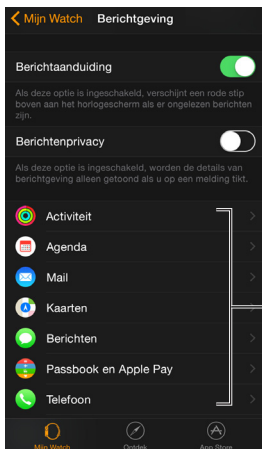 Mijn Watch Berichtgeving
Berichtaanduiding
Als deze optie is ingeschakeld, verschijnt een rode stip
boven aan het horlogescherm als er ongelezen berichten
zijn.
Berichtenprivacy
Als deze optie is ingeschakeld, worden de details van
berichtgeving alleen getoond als u op een melding tikt.
Activiteit
Agenda
Mail
Kaarten
Berichten
Passbook en Apple Pay
Telefoon
Mijn Watch Ontdek App Store